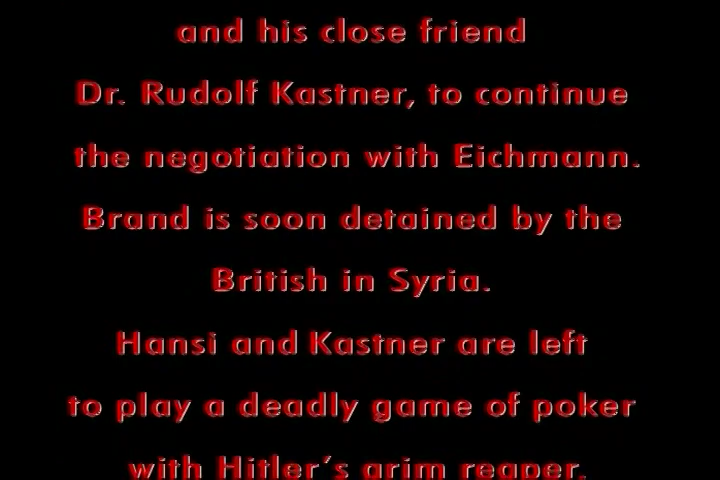 and his close friend
Dr. Rudolf Kastner, to continue
the negotiation with Eichmann.
Brand is soon detained by the
British in Syria.
Hansi and Kastner are left
to play a deadly game of poker
with Hitler's grim reaper.